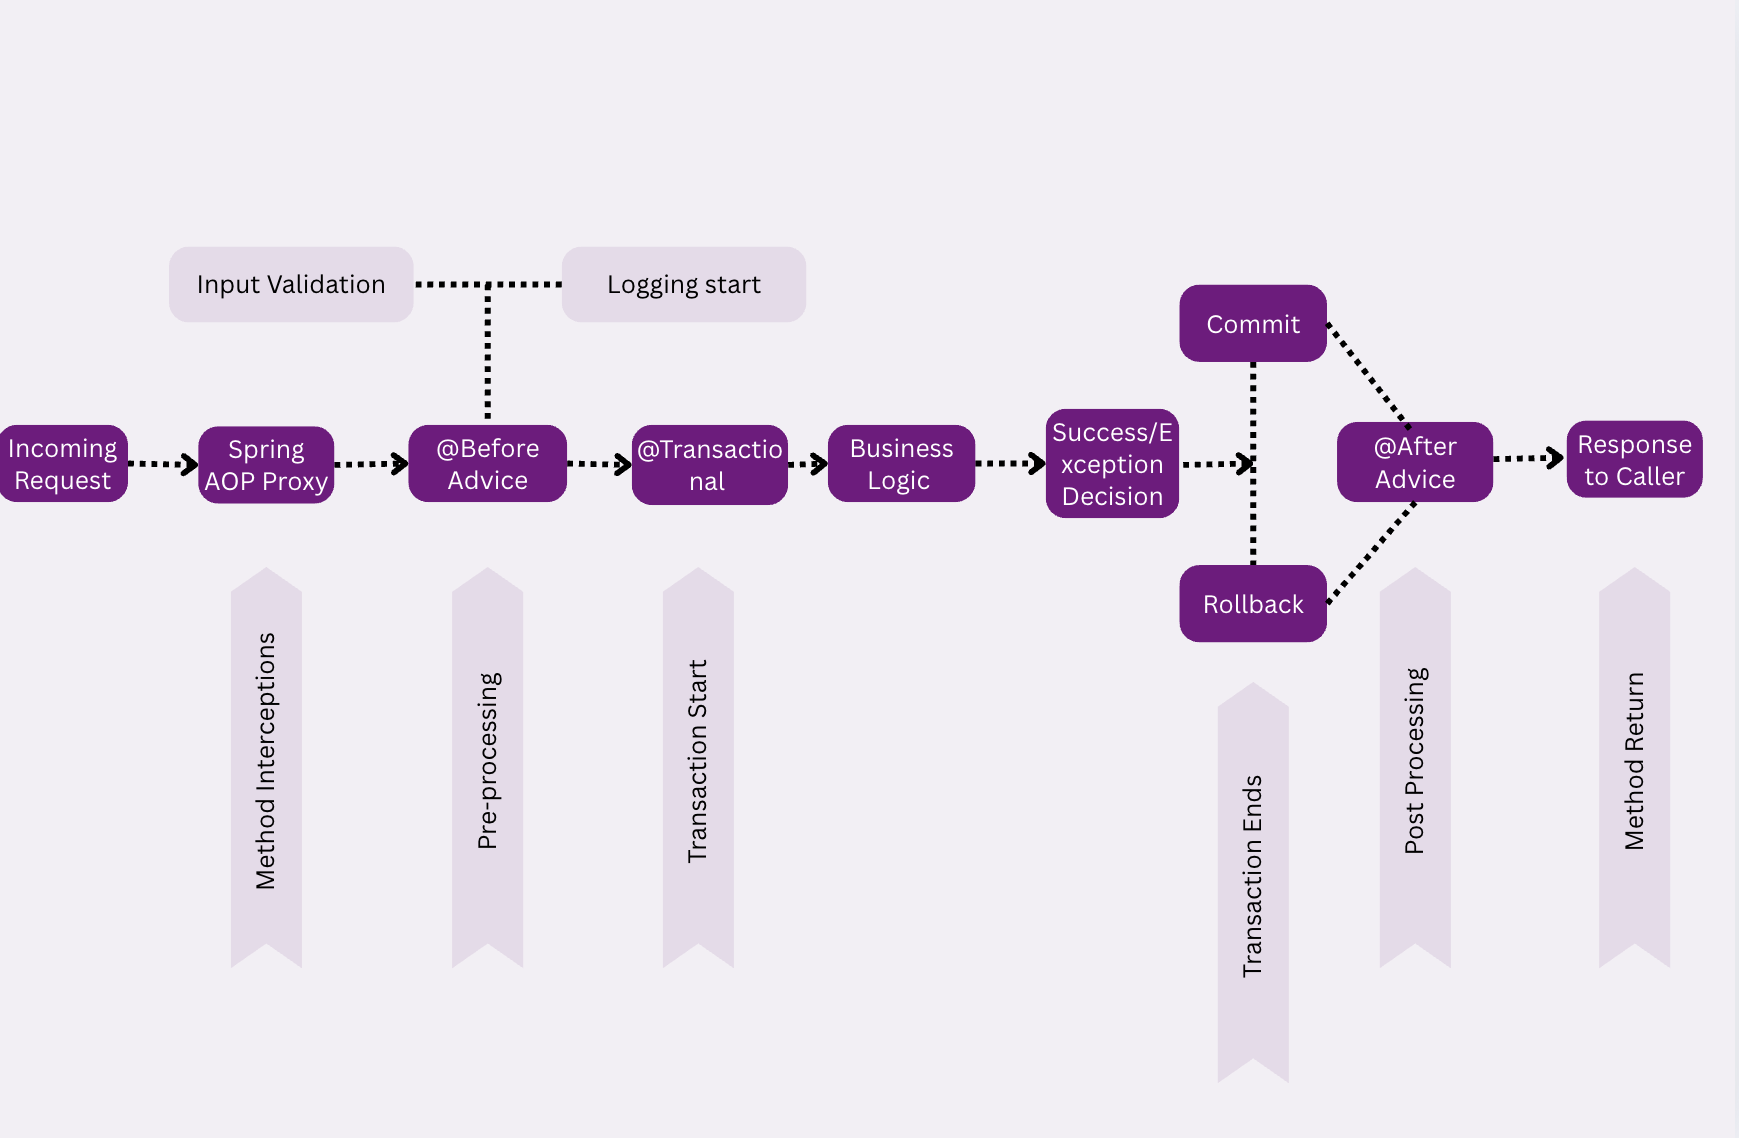 Input Validation
Logging start
Commit
Incoming
Request
Spring
AOP Proxy
@Before
Advice
@Transactio
nal
Business
Logic
Success/E
xception
Decision
@After
Advice
Response
to Caller
Rollback
Method Interceptions
Pre-processing
Transaction Start
Transaction Ends
Post Processing
Method Return